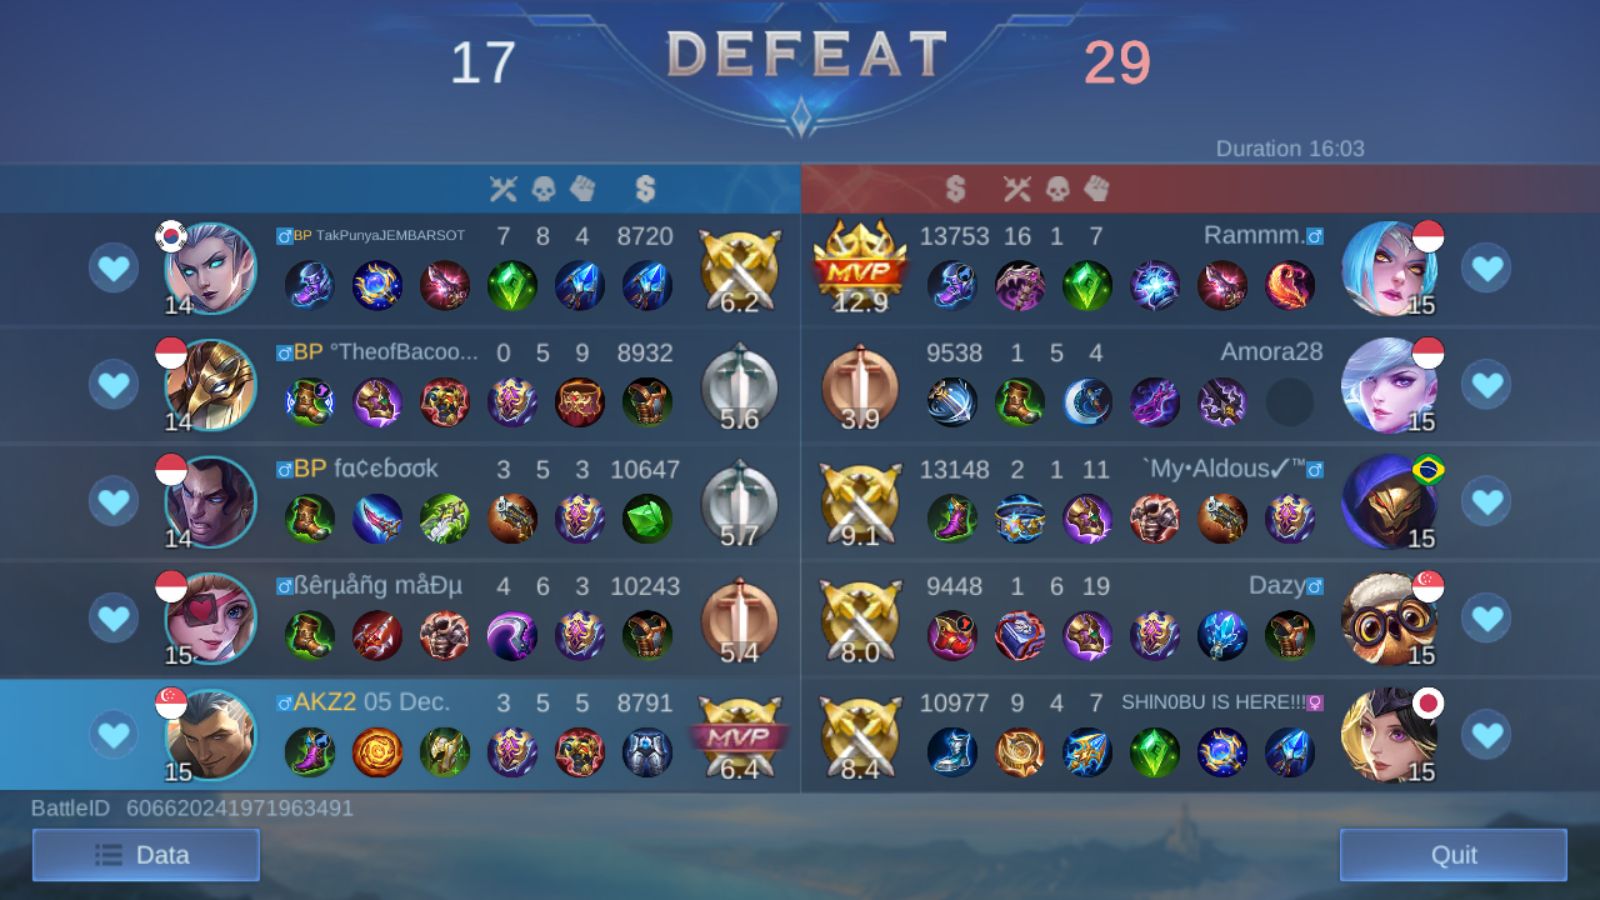 17 DEFEAT 29
Duration 16:03
14 BP TakPunyaJEMBARSOT 7 8 4 8720 6.2
MVP 12.9 13753 16 1 7 Rammm. 15
14 BP °TheofBacoo... 0 5 9 8932 5.6
3.9 9538 1 5 4 Amora28 15
14 BP fα¢єbσσk 3 5 3 10647 5.7
9.1 13148 2 1 11 `My•Aldous✓™ 15
15 ßêrµåñg måÐµ 4 6 3 10243 5.4
8.0 9448 1 6 19 Dazy 15
15 AKZ2 05 Dec. 3 5 5 8791 MVP 6.4
8.4 10977 9 4 7 SHIN0BU IS HERE!!! 15
BattleID 606620241971963491
Data
Quit